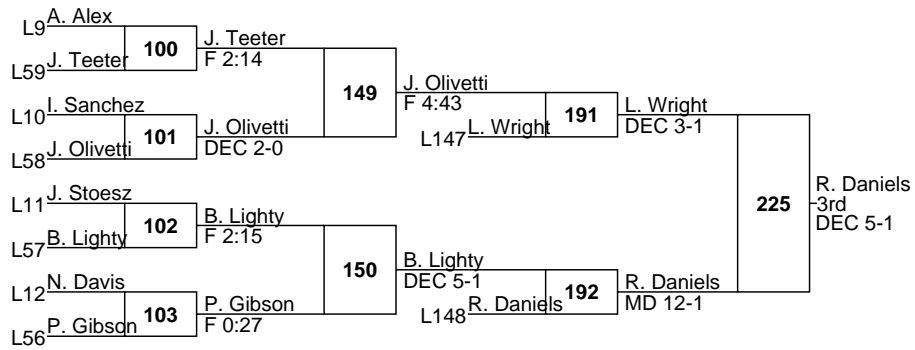 A. Alex
L9
100
J. Teeter
F 2:14
L59 J. Teeter
149
J. Olivetti
F 4:43
L10 I. Sanchez
101
J. Olivetti
DEC 2-0
L58 J. Olivetti
L147 L. Wright
191
L. Wright
DEC 3-1
L11 J. Stoesz
102
B. Lighty
F 2:15
L57 B. Lighty
150
B. Lighty
DEC 5-1
L12 N. Davis
103
P. Gibson
F 0:27
L56 P. Gibson
L148 R. Daniels
192
R. Daniels
MD 12-1
225
R. Daniels
3rd
DEC 5-1